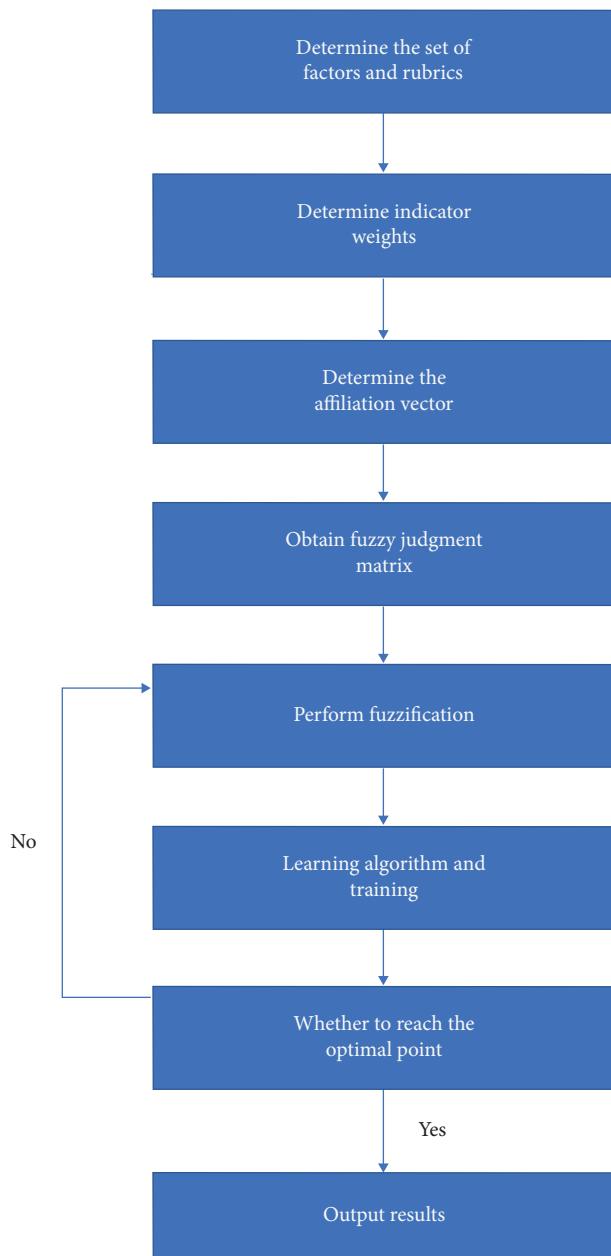 Determine the set of
factors and rubrics
Determine indicator
weights
Determine the
affiliation vector
Obtain fuzzy judgment
matrix
Perform fuzzification
No
Learning algorithm and
training
Whether to reach the
optimal point
Yes
Output results